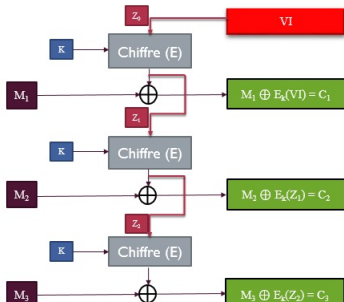 Z₀
VI
K
Chiffre (E)
M₁
M₁ ⊕ Eₖ(VI) = C₁
Z₁
K
Chiffre (E)
M₂
M₂ ⊕ Eₖ(Z₁) = C₂
Z₂
K
Chiffre (E)
M₃
M₃ ⊕ Eₖ(Z₂) = C₃